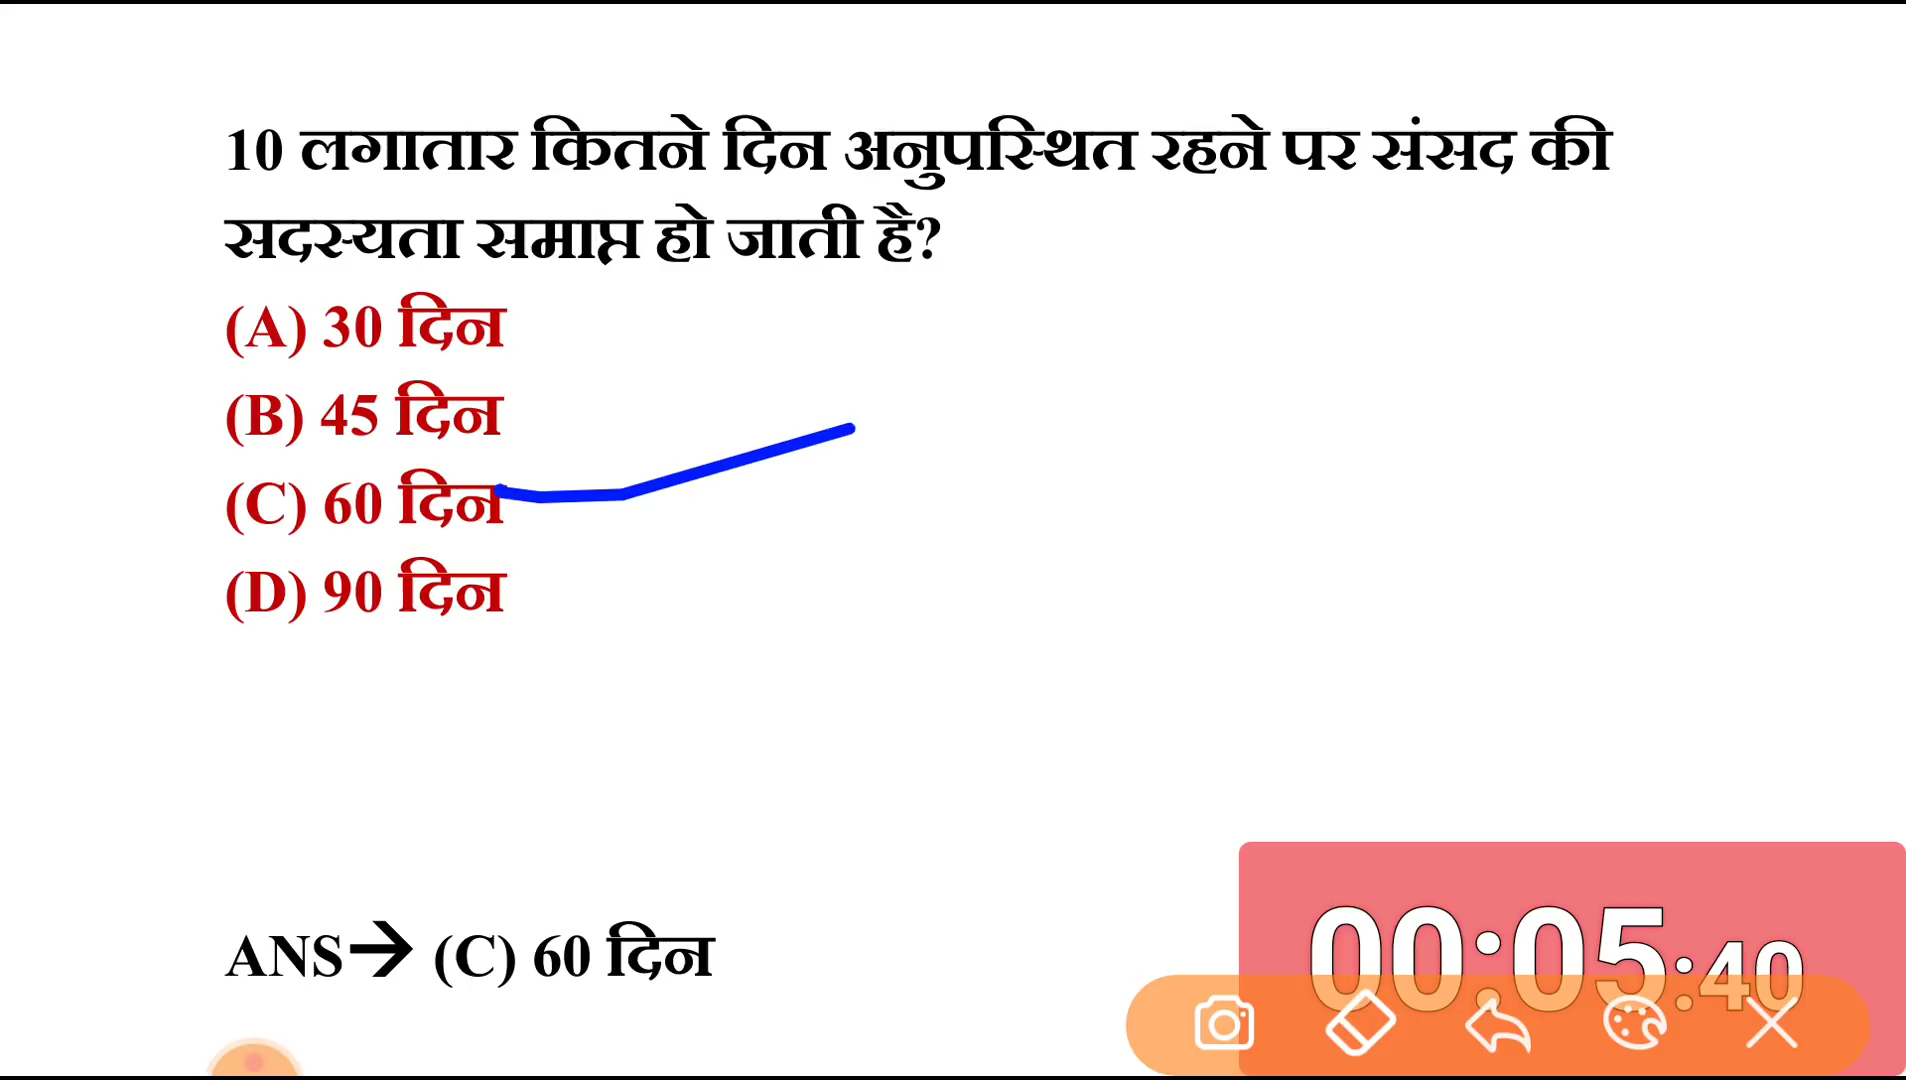 10 लगातार कितने दिन अनुपस्थित रहने पर संसद की
सदस्यता समाप्त हो जाती है?
(A) 30 दिन
(B) 45 दिन
(C) 60 दिन
(D) 90 दिन
ANS→ (C) 60 दिन
00:05:40